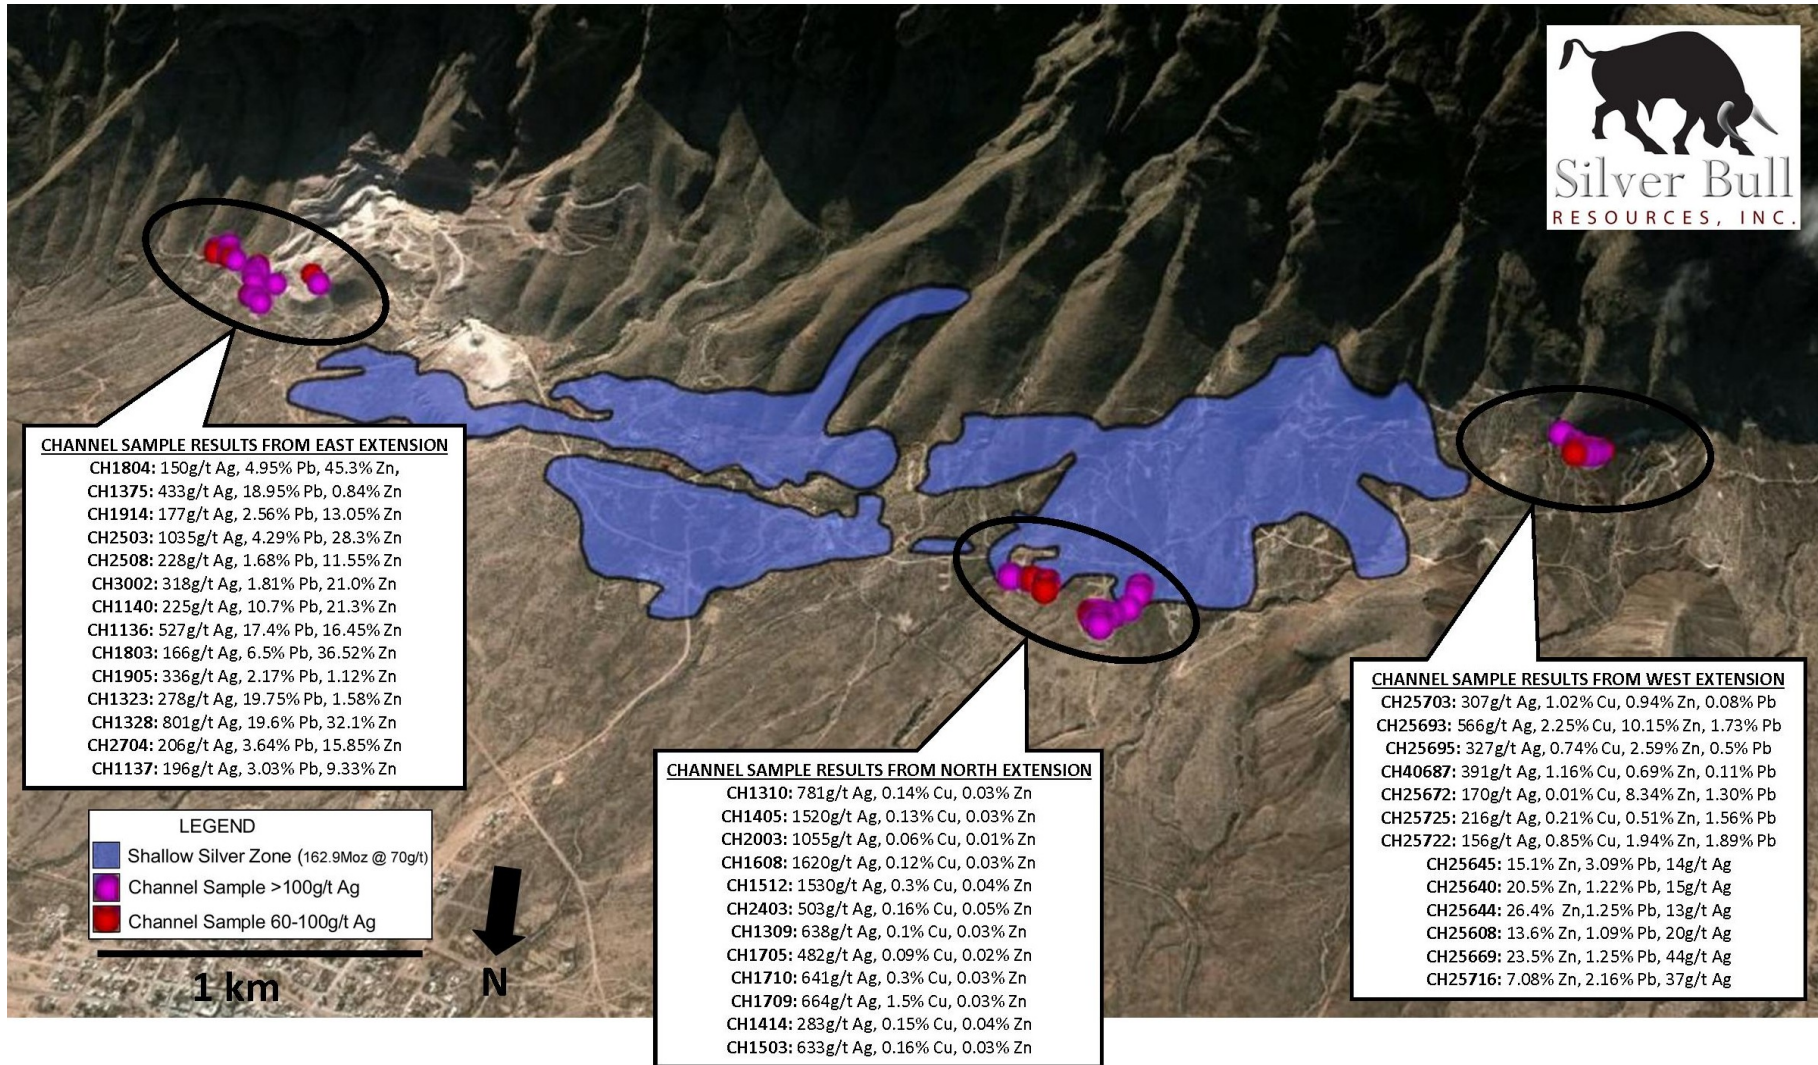 Silver Bull
RESOURCES, INC.
CHANNEL SAMPLE RESULTS FROM EAST EXTENSION
CH1804: 150g/t Ag, 4.95% Pb, 45.3% Zn,
CH1375: 433g/t Ag, 18.95% Pb, 0.84% Zn
CH1914: 177g/t Ag, 2.56% Pb, 13.05% Zn
CH2503: 1035g/t Ag, 4.29% Pb, 28.3% Zn
CH2508: 228g/t Ag, 1.68% Pb, 11.55% Zn
CH3002: 318g/t Ag, 1.81% Pb, 21.0% Zn
CH1140: 225g/t Ag, 10.7% Pb, 21.3% Zn
CH1136: 527g/t Ag, 17.4% Pb, 16.45% Zn
CH1803: 166g/t Ag, 6.5% Pb, 36.52% Zn
CH1905: 336g/t Ag, 2.17% Pb, 1.12% Zn
CH1323: 278g/t Ag, 19.75% Pb, 1.58% Zn
CH1328: 801g/t Ag, 19.6% Pb, 32.1% Zn
CH2704: 206g/t Ag, 3.64% Pb, 15.85% Zn
CH1137: 196g/t Ag, 3.03% Pb, 9.33% Zn
CHANNEL SAMPLE RESULTS FROM NORTH EXTENSION
CH1310: 781g/t Ag, 0.14% Cu, 0.03% Zn
CH1405: 1520g/t Ag, 0.13% Cu, 0.03% Zn
CH2003: 1055g/t Ag, 0.06% Cu, 0.01% Zn
CH1608: 1620g/t Ag, 0.12% Cu, 0.03% Zn
CH1512: 1530g/t Ag, 0.3% Cu, 0.04% Zn
CH2403: 503g/t Ag, 0.16% Cu, 0.05% Zn
CH1309: 638g/t Ag, 0.1% Cu, 0.03% Zn
CH1705: 482g/t Ag, 0.09% Cu, 0.02% Zn
CH1710: 641g/t Ag, 0.3% Cu, 0.03% Zn
CH1709: 664g/t Ag, 1.5% Cu, 0.03% Zn
CH1414: 283g/t Ag, 0.15% Cu, 0.04% Zn
CH1503: 633g/t Ag, 0.16% Cu, 0.03% Zn
CHANNEL SAMPLE RESULTS FROM WEST EXTENSION
CH25703: 307g/t Ag, 1.02% Cu, 0.94% Zn, 0.08% Pb
CH25693: 566g/t Ag, 2.25% Cu, 10.15% Zn, 1.73% Pb
CH25695: 327g/t Ag, 0.74% Cu, 2.59% Zn, 0.5% Pb
CH40687: 391g/t Ag, 1.16% Cu, 0.69% Zn, 0.11% Pb
CH25672: 170g/t Ag, 0.01% Cu, 8.34% Zn, 1.30% Pb
CH25725: 216g/t Ag, 0.21% Cu, 0.51% Zn, 1.56% Pb
CH25722: 156g/t Ag, 0.85% Cu, 1.94% Zn, 1.89% Pb
CH25645: 15.1% Zn, 3.09% Pb, 14g/t Ag
CH25640: 20.5% Zn, 1.22% Pb, 15g/t Ag
CH25644: 26.4% Zn,1.25% Pb, 13g/t Ag
CH25608: 13.6% Zn, 1.09% Pb, 20g/t Ag
CH25669: 23.5% Zn, 1.25% Pb, 44g/t Ag
CH25716: 7.08% Zn, 2.16% Pb, 37g/t Ag
LEGEND
Shallow Silver Zone (162.9Moz @ 70g/t)
Channel Sample >100g/t Ag
Channel Sample 60-100g/t Ag
1 km
N